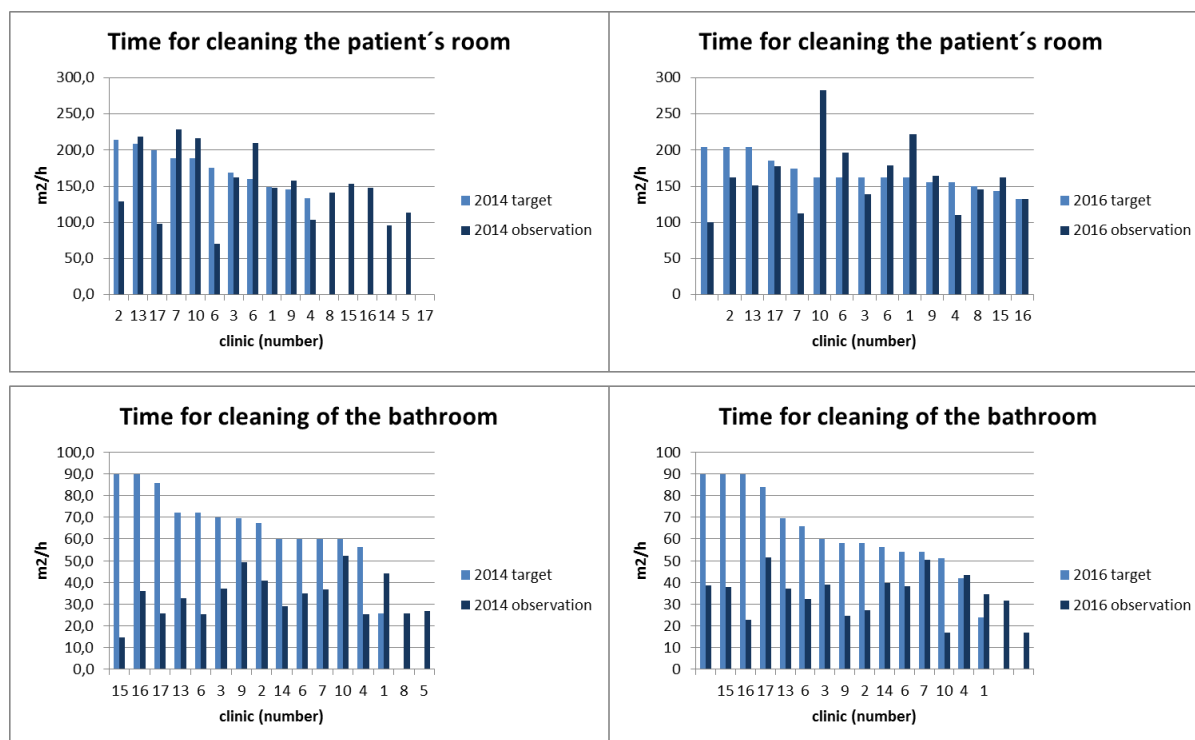 Time for cleaning the patient´s room
300,0
250,0
200,0
150,0
100,0
50,0
0,0
m2/h
2 13 17 7 10 6 3 6 1 9 4 8 15 16 14 5 17
clinic (number)
2014 target
2014 observation
Time for cleaning the patient´s room
300
250
200
150
100
50
0
m2/h
2 13 17 7 10 6 3 6 1 9 4 8 15 16
clinic (number)
2016 target
2016 observation
Time for cleaning of the bathroom
100,0
90,0
80,0
70,0
60,0
50,0
40,0
30,0
20,0
10,0
0,0
m2/h
15 16 17 13 6 3 9 2 14 6 7 10 4 1 8 5
clinic (number)
2014 target
2014 observation
Time for cleaning of the bathroom
100
90
80
70
60
50
40
30
20
10
0
m2/h
15 16 17 13 6 3 9 2 14 6 7 10 4 1
clinic (number)
2016 target
2016 observation